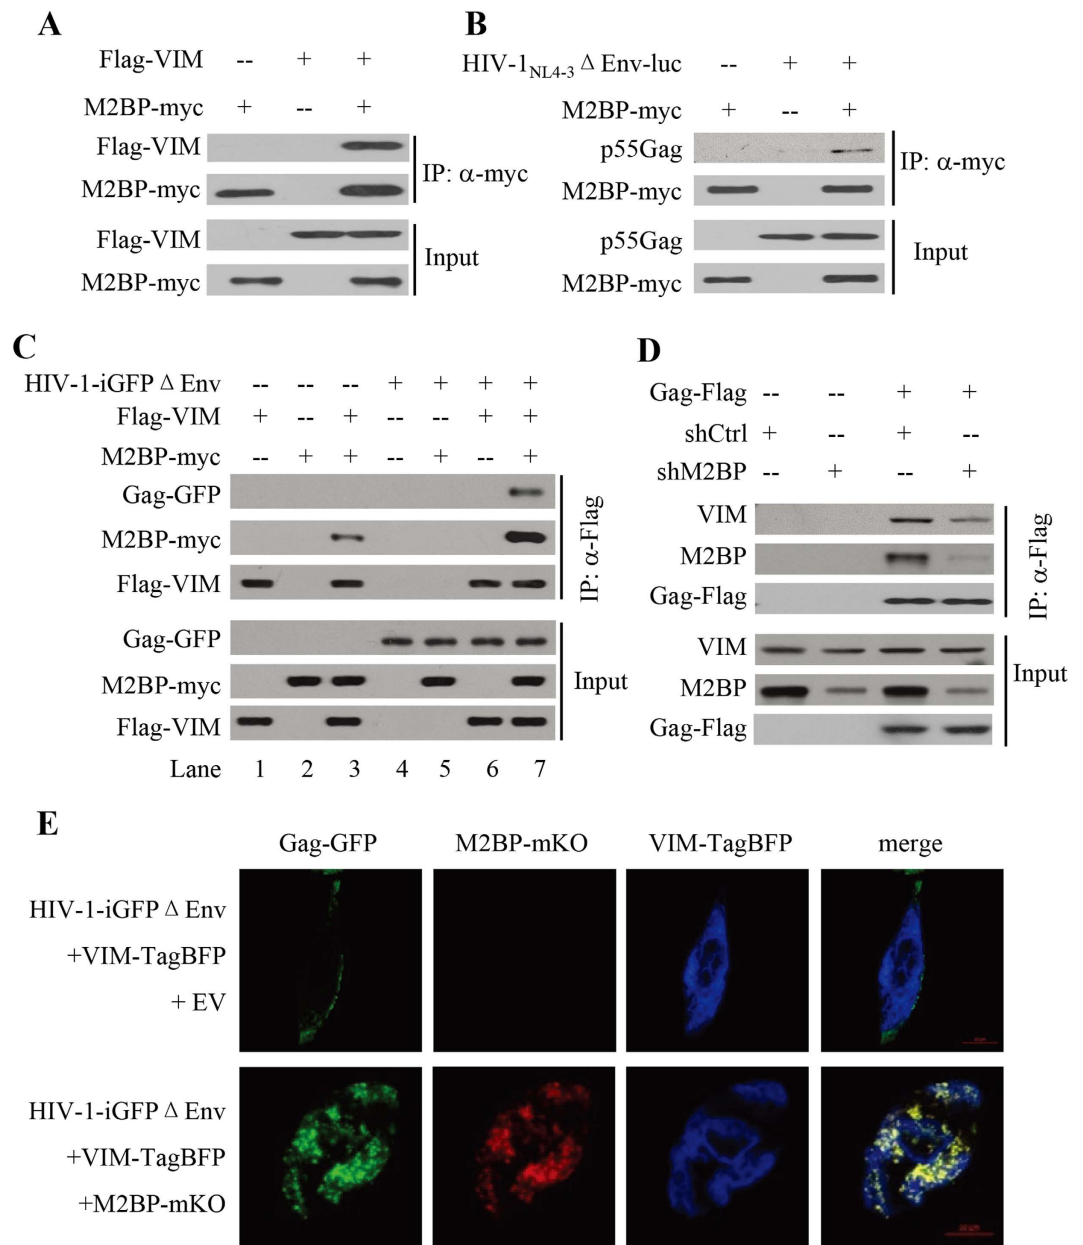 A
Flag-VIM -- + +
M2BP-myc + -- +
Flag-VIM
M2BP-myc
IP: α-myc
Flag-VIM
M2BP-myc
Input
B
HIV-1NL4-3 Δ Env-luc -- + +
M2BP-myc + -- +
p55Gag
M2BP-myc
IP: α-myc
p55Gag
M2BP-myc
Input
C
HIV-1-iGFP Δ Env -- -- -- + + + +
Flag-VIM + -- + -- -- + +
M2BP-myc -- + + -- + -- +
Gag-GFP
M2BP-myc
Flag-VIM
IP: α-Flag
Gag-GFP
M2BP-myc
Flag-VIM
Input
Lane 1 2 3 4 5 6 7
D
Gag-Flag -- -- + +
shCtrl + -- + --
shM2BP -- + -- +
VIM
M2BP
Gag-Flag
IP: α-Flag
VIM
M2BP
Gag-Flag
Input
E
Gag-GFP M2BP-mKO VIM-TagBFP merge
HIV-1-iGFP Δ Env
+VIM-TagBFP
+ EV
HIV-1-iGFP Δ Env
+VIM-TagBFP
+M2BP-mKO